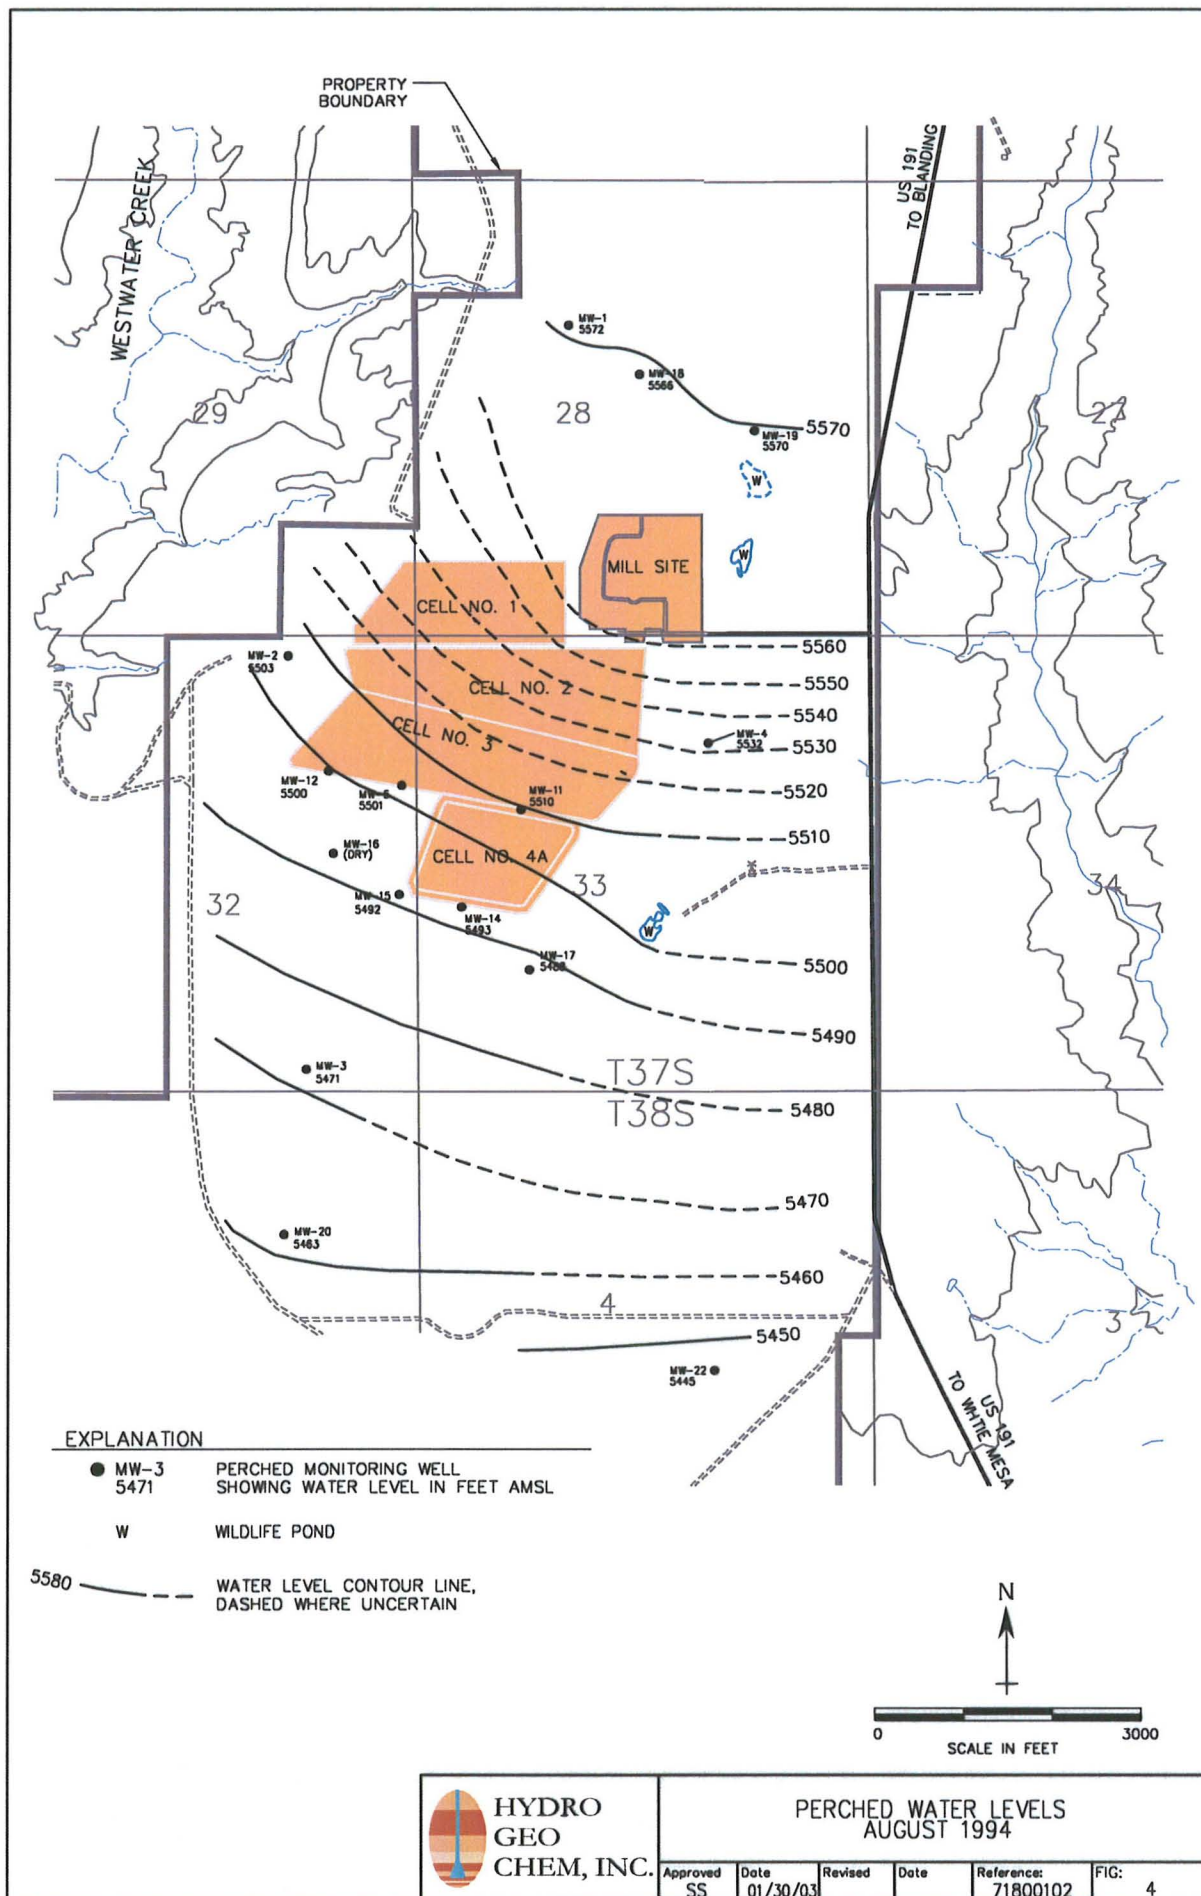 PROPERTY
BOUNDARY
WESTWATER CREEK
US 191
TO BLANDING
MW-1
5572
MW-18
5566
29
28
MW-19
5570
5570
W
W
MILL SITE
CELL NO. 1
MW-2
5503
5560
5550
CELL NO. 2
5540
CELL NO. 3
MW-4
5532
5530
MW-12
5500
MW-5
5501
MW-11
5510
5520
5510
MW-16
(DRY)
CELL NO. 4A
33
34
MW-15
5492
32
MW-14
5493
W
MW-17
5500
5490
T37S
MW-3
5471
T38S
5480
5470
MW-20
5463
5460
4
3
5450
MW-22
5445
US 191
TO WHTIE MESA
EXPLANATION
MW-3
5471
PERCHED MONITORING WELL
SHOWING WATER LEVEL IN FEET AMSL
W
WILDLIFE POND
5580
WATER LEVEL CONTOUR LINE,
DASHED WHERE UNCERTAIN
N
0
3000
SCALE IN FEET
HYDRO
GEO
CHEM, INC.
PERCHED WATER LEVELS
AUGUST 1994
Approved
SS
Date
01/30/03
Revised
Date
Reference:
71800102
FIG:
4